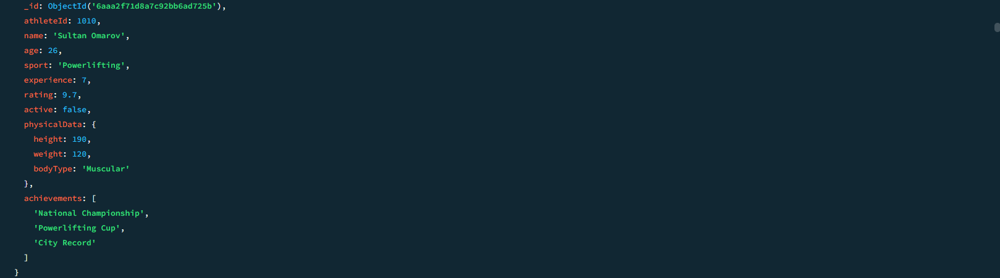 _id: ObjectId('6aaa2f71d8a7c92bb6ad725b'),
athleteId: 1010,
name: 'Sultan Omarov',
age: 26,
sport: 'Powerlifting',
experience: 7,
rating: 9.7,
active: false,
physicalData: {
height: 190,
weight: 120,
bodyType: 'Muscular'
},
achievements: [
'National Championship',
'Powerlifting Cup',
'City Record'
]
}